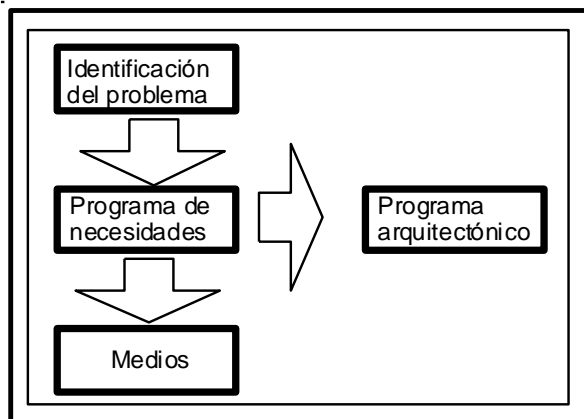 Identificación
del problema
Programa de
necesidades
Programa
arquitectónico
Medios